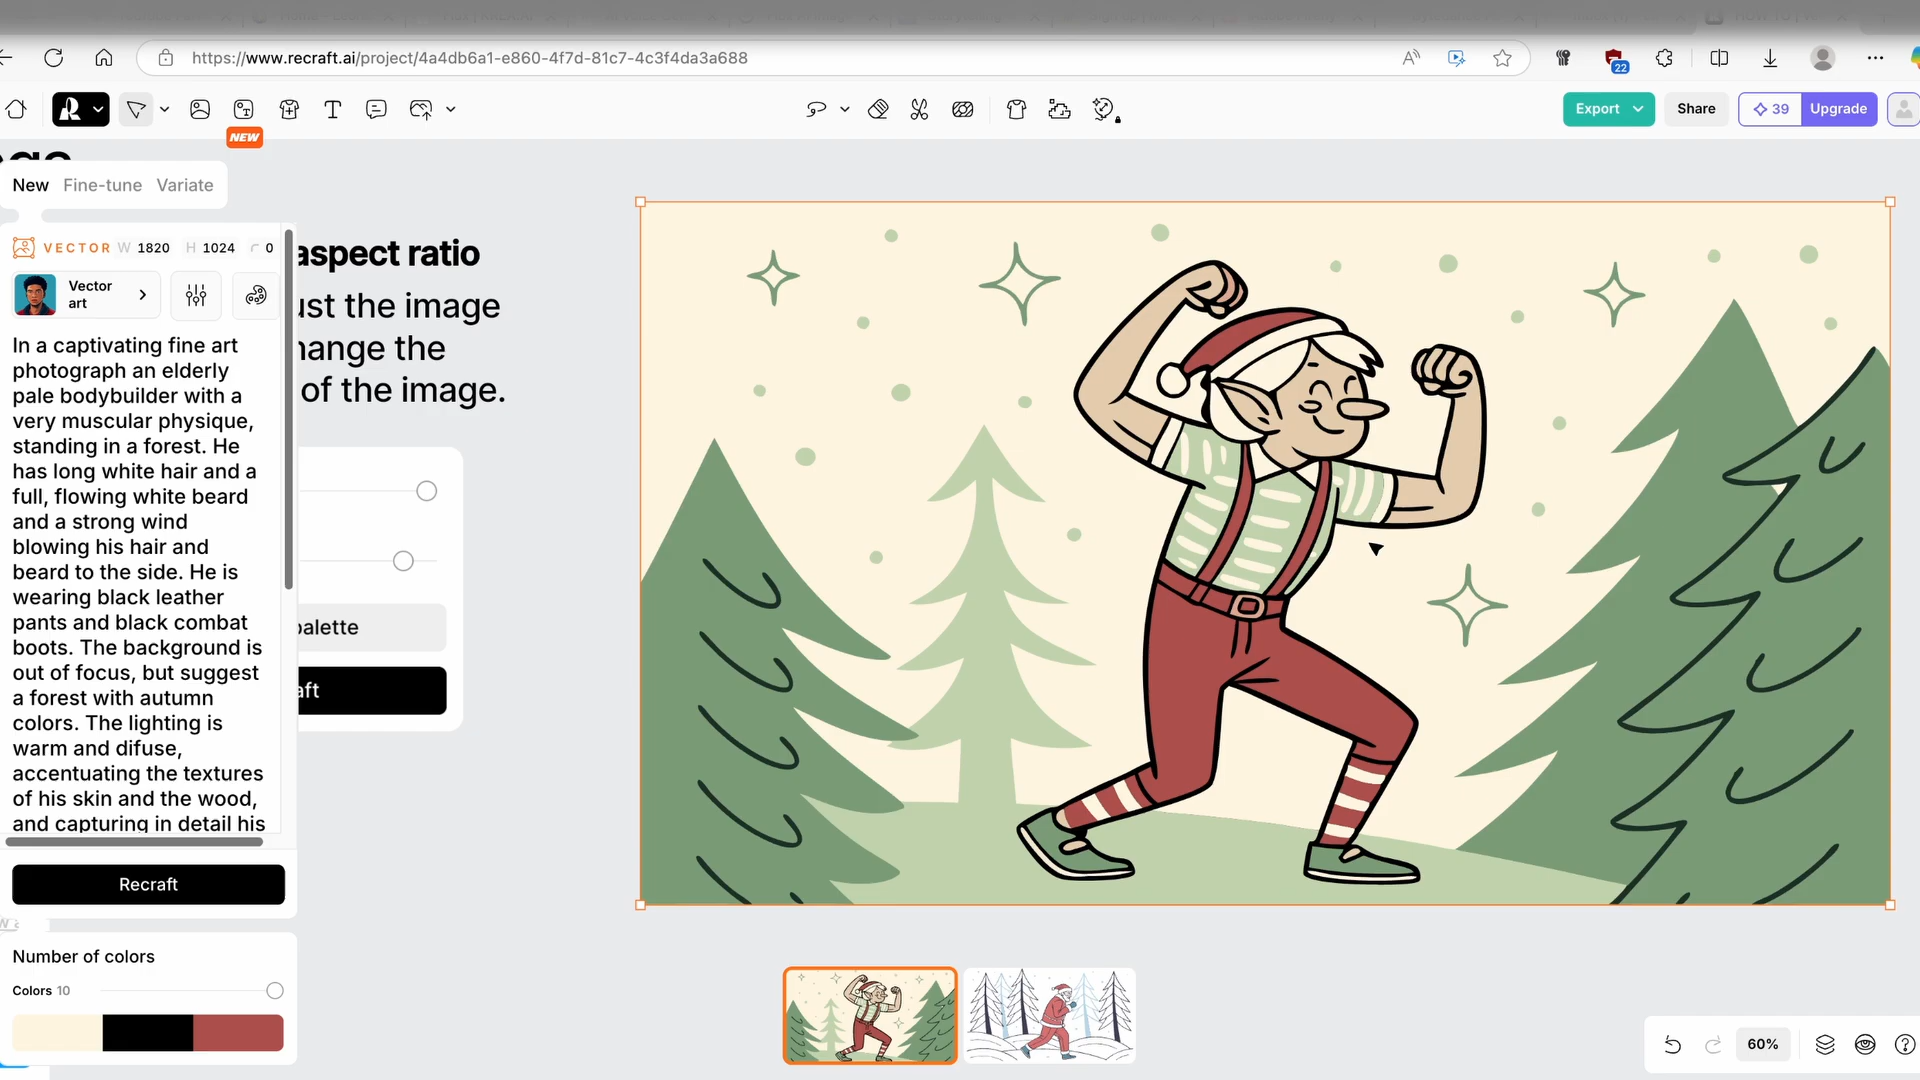 https://www.recraft.ai/project/4a4db6a1-e860-4f7d-81c7-4c3f4da3a688
22
NEW
Export
Share
39
Upgrade
New Fine-tune Variate
VECTOR W 1820 H 1024 0
Vector
art
In a captivating fine art
photograph an elderly
pale bodybuilder with a
very muscular physique,
standing in a forest. He
has long white hair and a
full, flowing white beard
and a strong wind
blowing his hair and
beard to the side. He is
wearing black leather
pants and black combat
boots. The background is
out of focus, but suggest
a forest with autumn
colors. The lighting is
warm and difuse,
accentuating the textures
of his skin and the wood,
and capturing in detail his
Recraft
Number of colors
Colors 10
aspect ratio
ust the image
hange the
of the image.
palette
aft
60%